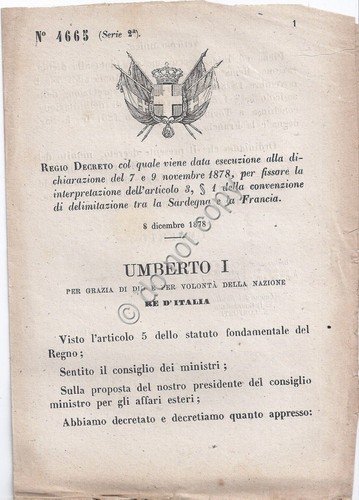 1
Nº 4665 (Serie 2ª).
REGIO DECRETO col quale viene data esecuzione alla di-
chiarazione del 7 e 9 novembre 1878, per fissare la
interpretazione dell'articolo 3, § 1 della convenzione
di delimitazione tra la Sardegna e la Francia.
8 dicembre 1878
UMBERTO I
PER GRAZIA DI DIO E PER VOLONTÀ DELLA NAZIONE
RE D'ITALIA
Visto l'articolo 5 dello statuto fondamentale del
Regno;
Sentito il consiglio dei ministri;
Sulla proposta del nostro presidente del consiglio
ministro per gli affari esteri;
Abbiamo decretato e decretiamo quanto appresso:
do not copy